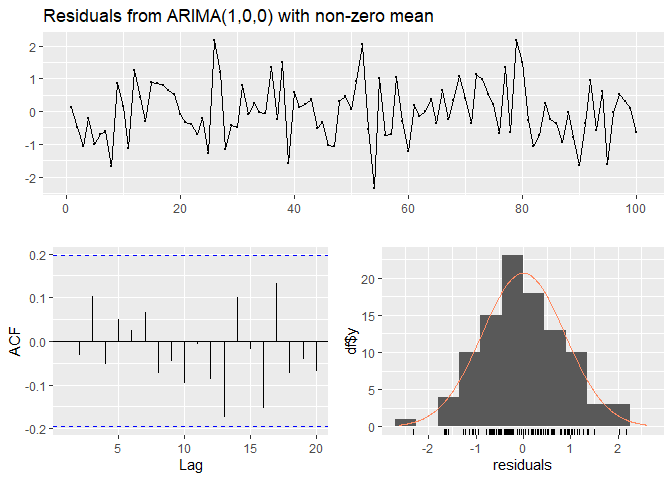 Residuals from ARIMA(1,0,0) with non-zero mean
2
1
0
-1
-2
0 20 40 60 80 100
0.2
0.1
0.0
-0.1
-0.2
ACF
5 10 15 20
Lag
20
15
10
5
0
df$y
-2 -1 0 1 2
residuals